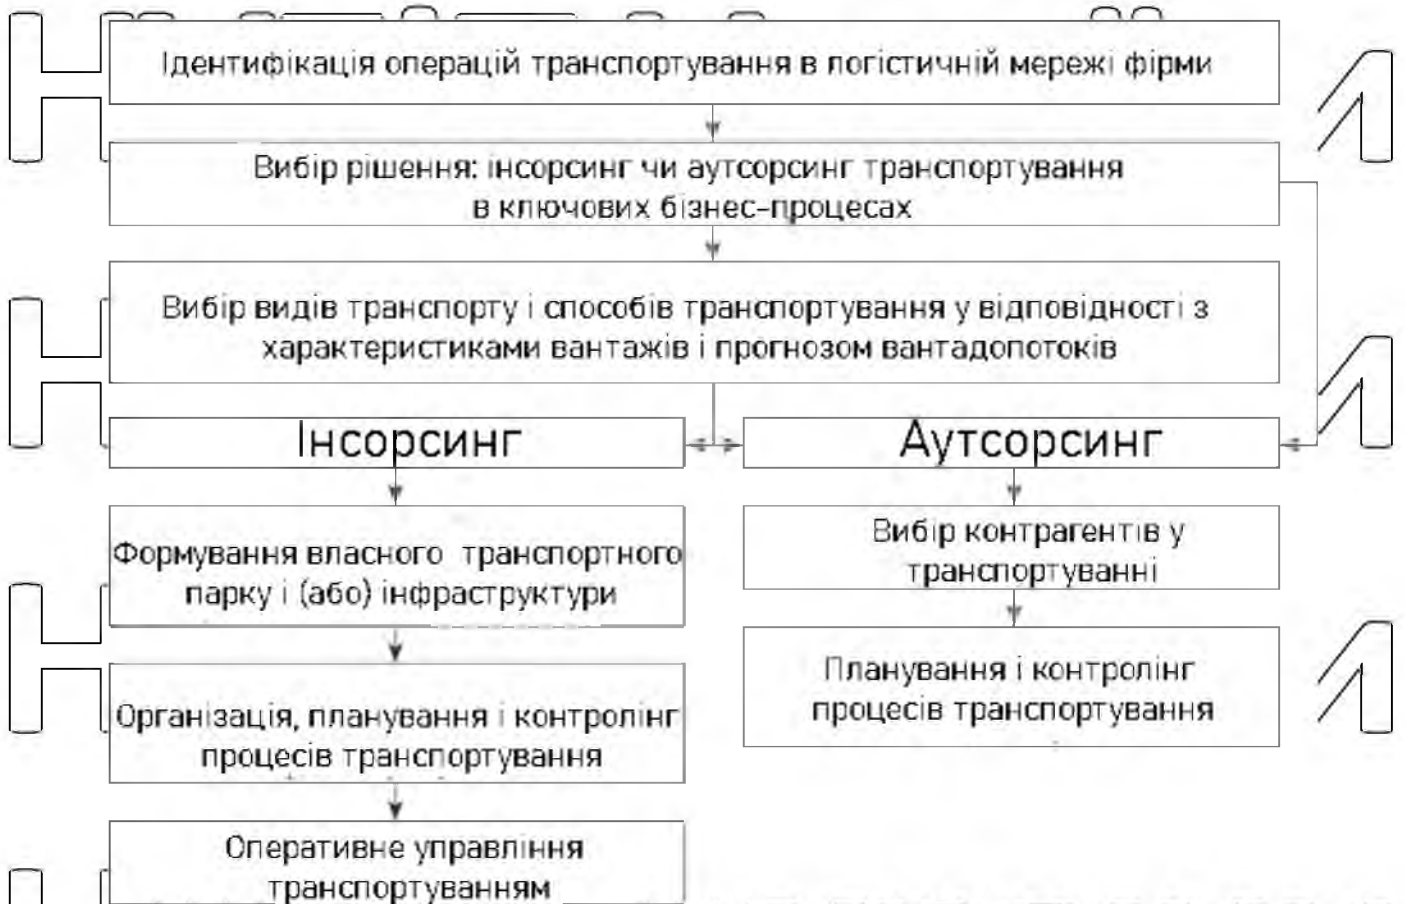 Ідентифікація операцій транспортування в логістичній мережі фірми
Вибір рішення: інсорсинг чи аутсорсинг транспортування
в ключових бізнес-процесах
Вибір видів транспорту і способів транспортування у відповідності з
характеристиками вантажів і прогнозом вантадопотоків
Інсорсинг
Аутсорсинг
Формування власного транспортного
парку і (або) інфраструктури
Вибір контрагентів у
транспортуванні
Організація, планування і контролінг
процесів транспортування
Планування і контролінг
процесів транспортування
Оперативне управління
транспортуванням